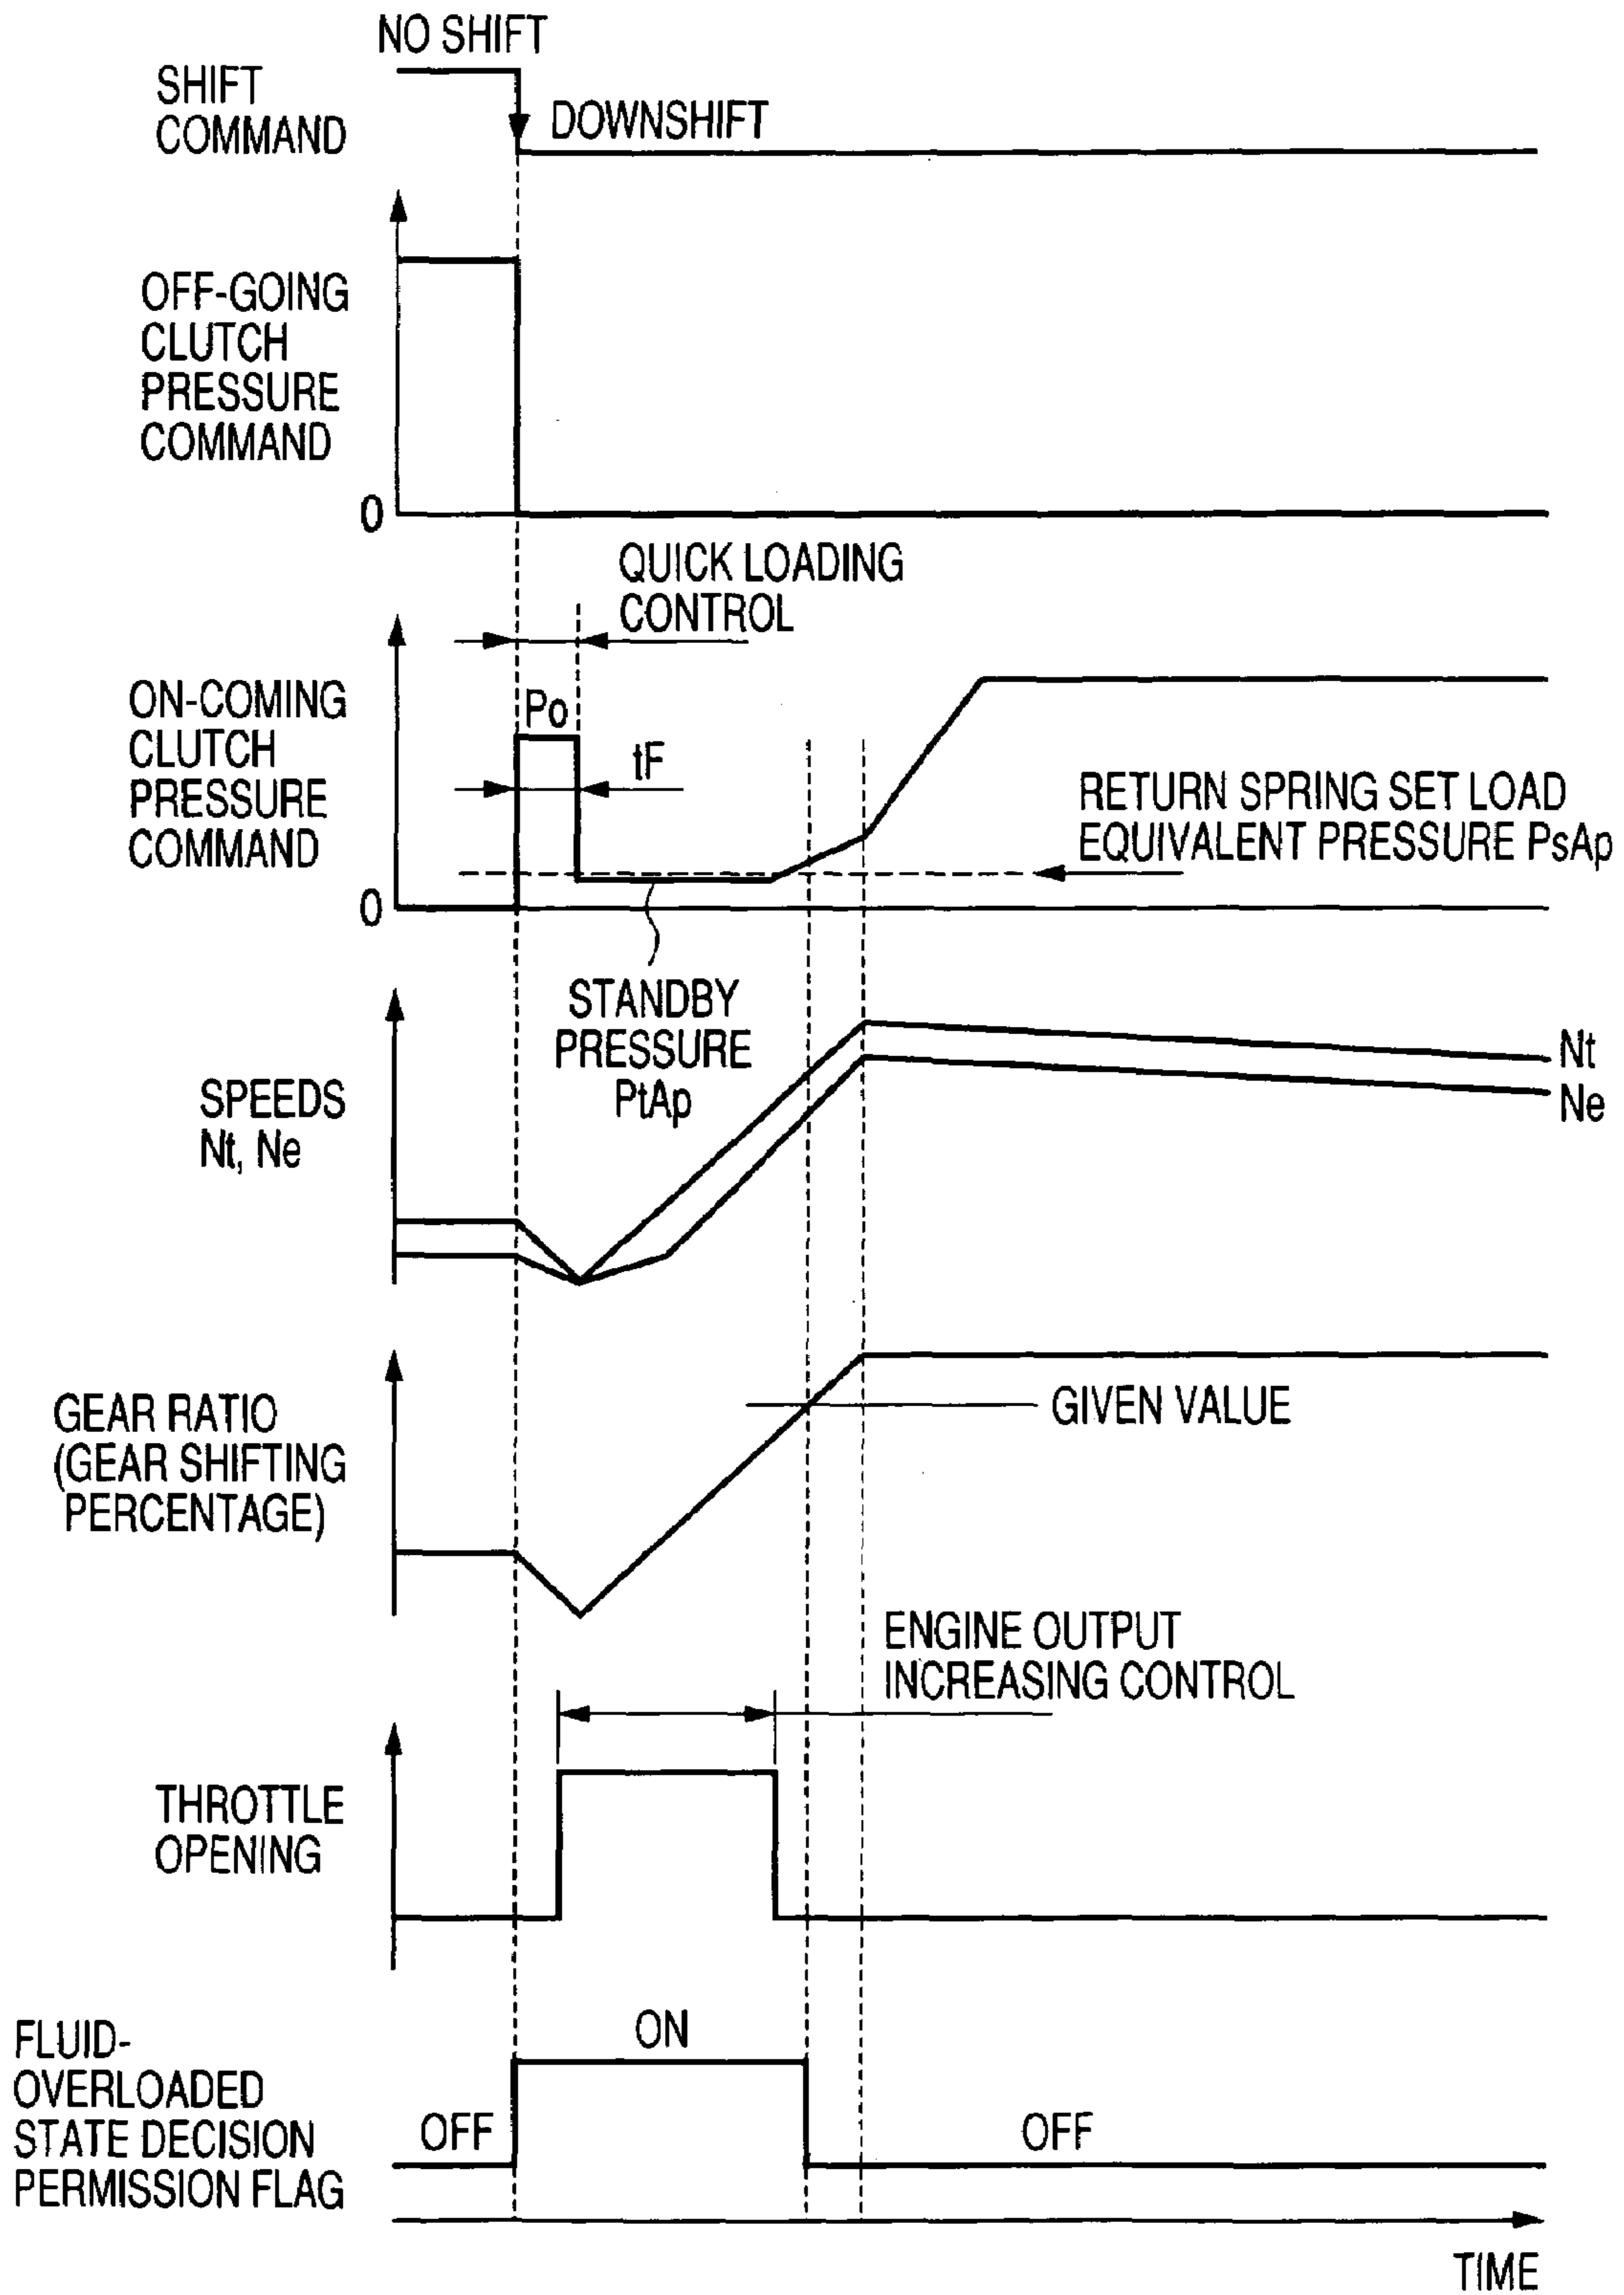 NO SHIFT
SHIFT
COMMAND
DOWNSHIFT
OFF-GOING
CLUTCH
PRESSURE
COMMAND
0
QUICK LOADING
CONTROL
ON-COMING
CLUTCH
PRESSURE
COMMAND
Po
tF
RETURN SPRING SET LOAD
EQUIVALENT PRESSURE PsAp
0
STANDBY
PRESSURE
PtAp
SPEEDS
Nt, Ne
Nt
Ne
GEAR RATIO
(GEAR SHIFTING
PERCENTAGE)
GIVEN VALUE
ENGINE OUTPUT
INCREASING CONTROL
THROTTLE
OPENING
FLUID-
OVERLOADED
STATE DECISION
PERMISSION FLAG
OFF
ON
OFF
TIME